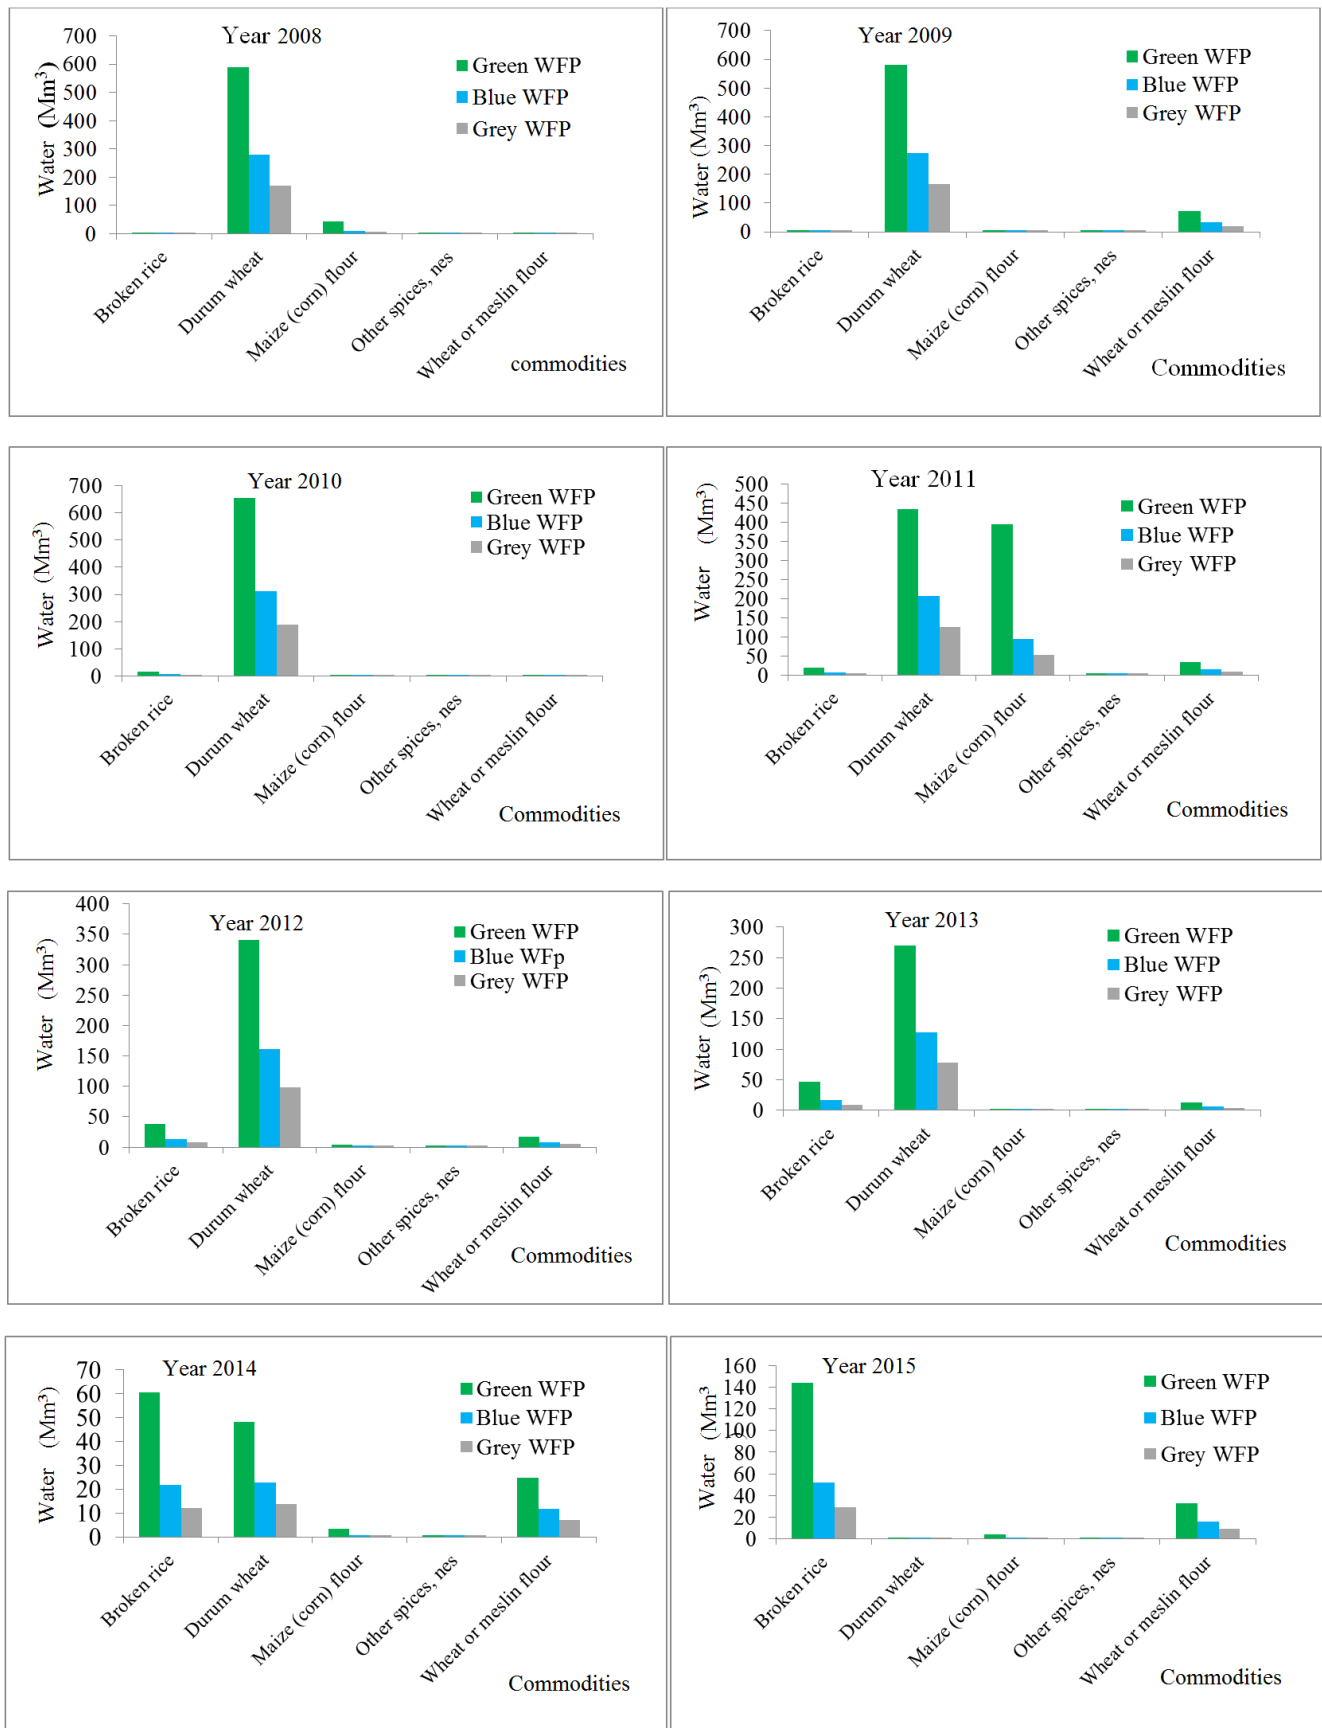 Year 2008
700
600
500
400
300
200
100
0
Water (Mm³)
Green WFP
Blue WFP
Grey WFP
Broken rice
Durum wheat
Maize (corn) flour
Other spices, nes
Wheat or meslin flour
commodities
Year 2009
700
600
500
400
300
200
100
0
Water (Mm³)
Green WFP
Blue WFP
Grey WFP
Broken rice
Durum wheat
Maize (corn) flour
Other spices, nes
Wheat or meslin flour
Commodities
Year 2010
700
600
500
400
300
200
100
0
Water (Mm³)
Green WFP
Blue WFP
Grey WFP
Broken rice
Durum wheat
Maize (corn) flour
Other spices, nes
Wheat or meslin flour
Commodities
Year 2011
500
450
400
350
300
250
200
150
100
50
0
Water (Mm³)
Green WFP
Blue WFP
Grey WFP
Broken rice
Durum wheat
Maize (corn) flour
Other spices, nes
Wheat or meslin flour
Commodities
Year 2012
400
350
300
250
200
150
100
50
0
Water (Mm³)
Green WFP
Blue WFp
Grey WFP
Broken rice
Durum wheat
Maize (corn) flour
Other spices, nes
Wheat or meslin flour
Commodities
Year 2013
300
250
200
150
100
50
0
Water (Mm³)
Green WFP
Blue WFP
Grey WFP
Broken rice
Durum wheat
Maize (corn) flour
Other spices, nes
Wheat or meslin flour
Commodities
Year 2014
70
60
50
40
30
20
10
0
Water (Mm³)
Green WFP
Blue WFP
Grey WFP
Broken rice
Durum wheat
Maize (corn) flour
Other spices, nes
Wheat or meslin flour
Commodities
Year 2015
160
140
120
100
80
60
40
20
0
Water (Mm³)
Green WFP
Blue WFP
Grey WFP
Broken rice
Durum wheat
Maize (corn) flour
Other spices, nes
Wheat or meslin flour
Commodities